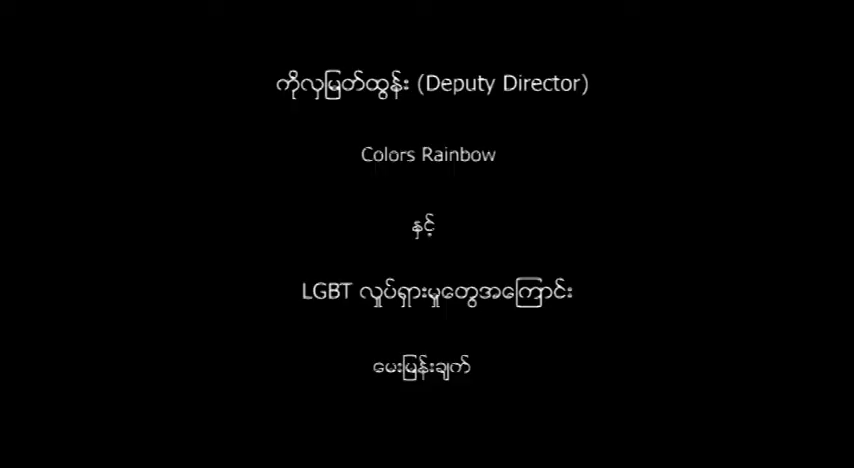 ကိုလှမြတ်ထွန်း (Deputy Director)
Colors Rainbow
နှင့်
LGBT လှုပ်ရှားမှုတွေအကြောင်း
မေးမြန်းချက်